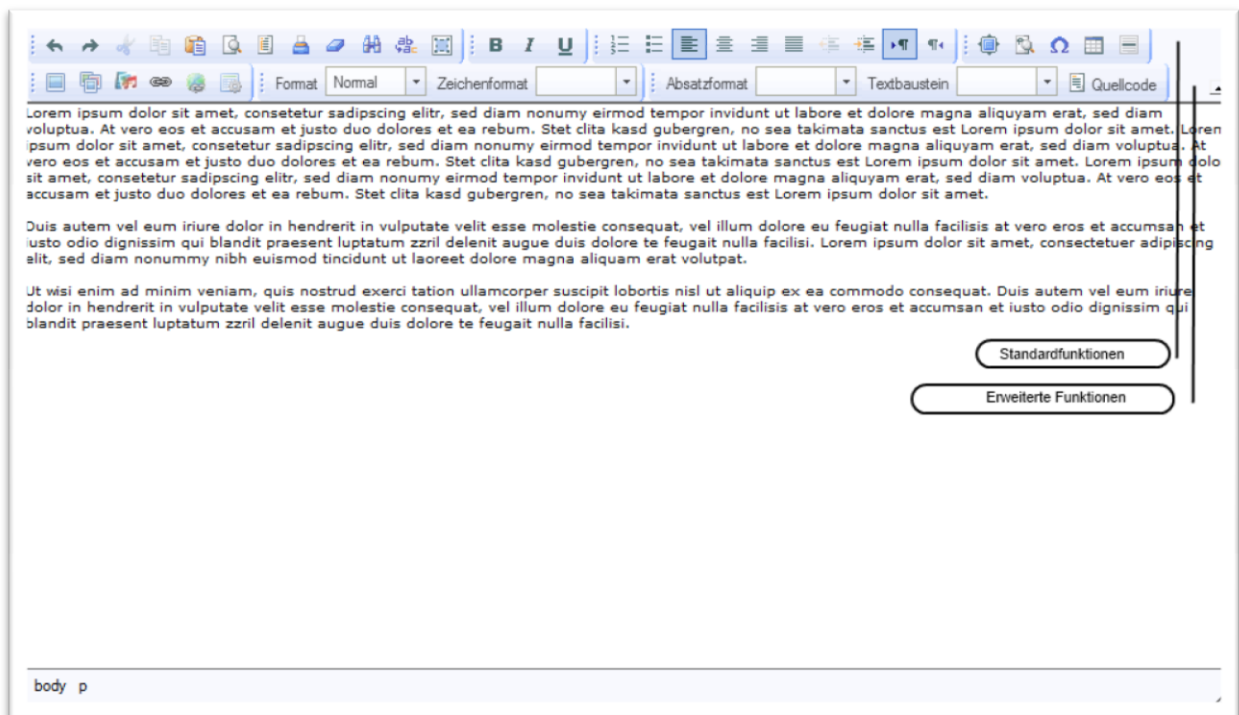 B I U
Format Normal Zeichenformat Absatzformat Textbaustein Quellcode
Lorem ipsum dolor sit amet, consetetur sadipscing elitr, sed diam nonumy eirmod tempor invidunt ut labore et dolore magna aliquyam erat, sed diam
voluptua. At vero eos et accusam et justo duo dolores et ea rebum. Stet clita kasd gubergren, no sea takimata sanctus est Lorem ipsum dolor sit amet. Loren
ipsum dolor sit amet, consetetur sadipscing elitr, sed diam nonumy eirmod tempor invidunt ut labore et dolore magna aliquyam erat, sed diam voluptua. At
vero eos et accusam et justo duo dolores et ea rebum. Stet clita kasd gubergren, no sea takimata sanctus est Lorem ipsum dolor sit amet. Lorem ipsum dolo
sit amet, consetetur sadipscing elitr, sed diam nonumy eirmod tempor invidunt ut labore et dolore magna aliquyam erat, sed diam voluptua. At vero eos et
accusam et justo duo dolores et ea rebum. Stet clita kasd gubergren, no sea takimata sanctus est Lorem ipsum dolor sit amet.
Duis autem vel eum iriure dolor in hendrerit in vulputate velit esse molestie consequat, vel illum dolore eu feugiat nulla facilisis at vero eros et accumsan et
iusto odio dignissim qui blandit praesent luptatum zzril delenit augue duis dolore te feugait nulla facilisi. Lorem ipsum dolor sit amet, consectetuer adipiscing
elit, sed diam nonummy nibh euismod tincidunt ut laoreet dolore magna aliquam erat volutpat.
Ut wisi enim ad minim veniam, quis nostrud exerci tation ullamcorper suscipit lobortis nisl ut aliquip ex ea commodo consequat. Duis autem vel eum iriure
dolor in hendrerit in vulputate velit esse molestie consequat, vel illum dolore eu feugiat nulla facilisis at vero eros et accumsan et iusto odio dignissim qui
blandit praesent luptatum zzril delenit augue duis dolore te feugait nulla facilisi.
Standardfunktionen
Erweiterte Funktionen
body p